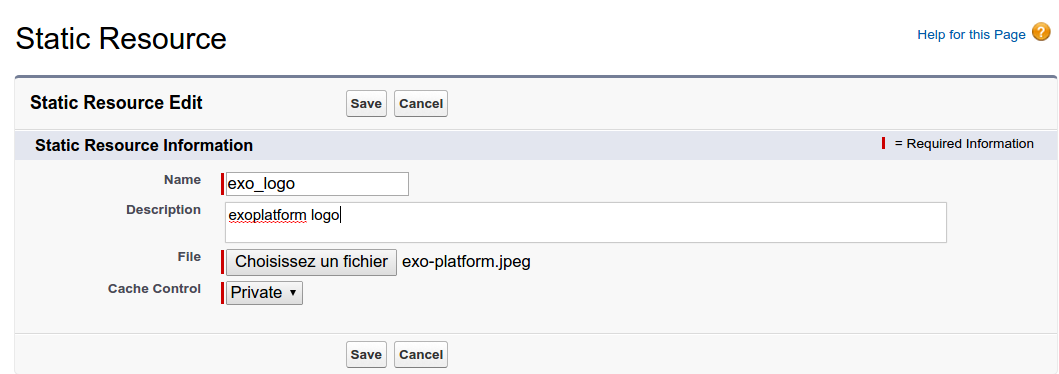 Static Resource
Help for this Page ?
Static Resource Edit Save Cancel
Static Resource Information = Required Information
Name exo_logo
Description exoplatform logo
File Choisissez un fichier exo-platform.jpeg
Cache Control Private
Save Cancel